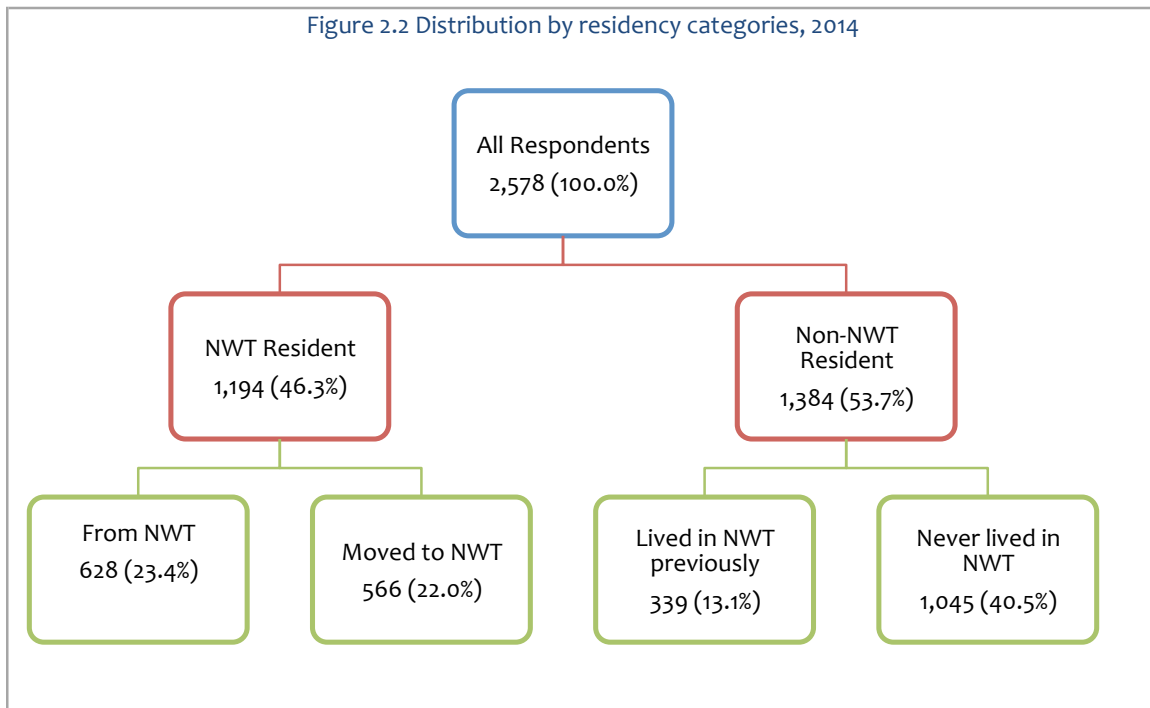 Figure 2.2 Distribution by residency categories, 2014
All Respondents
2,578 (100.0%)
NWT Resident
1,194 (46.3%)
Non-NWT
Resident
1,384 (53.7%)
From NWT
628 (23.4%)
Moved to NWT
566 (22.0%)
Lived in NWT
previously
339 (13.1%)
Never lived in
NWT
1,045 (40.5%)